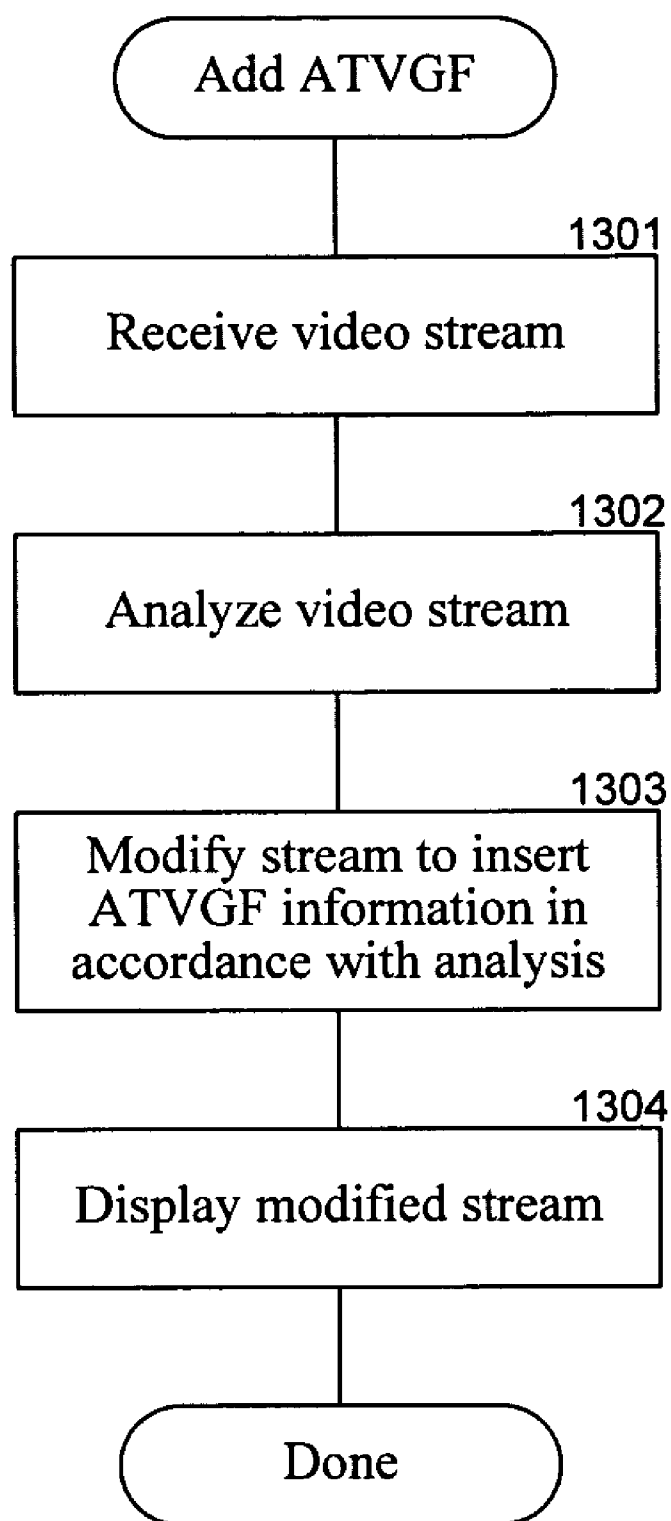 Add ATVGF
1301
Receive video stream
1302
Analyze video stream
1303
Modify stream to insert
ATVGF information in
accordance with analysis
1304
Display modified stream
Done